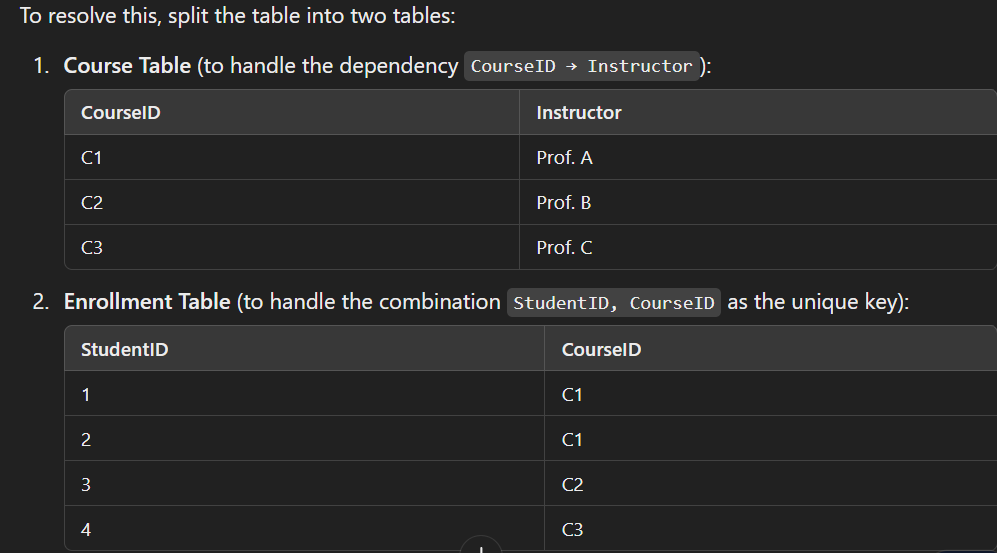 To resolve this, split the table into two tables:
1. Course Table (to handle the dependency CourseID → Instructor):
CourseID Instructor
C1 Prof. A
C2 Prof. B
C3 Prof. C
2. Enrollment Table (to handle the combination StudentID, CourseID as the unique key):
StudentID CourseID
1 C1
2 C1
3 C2
4 C3